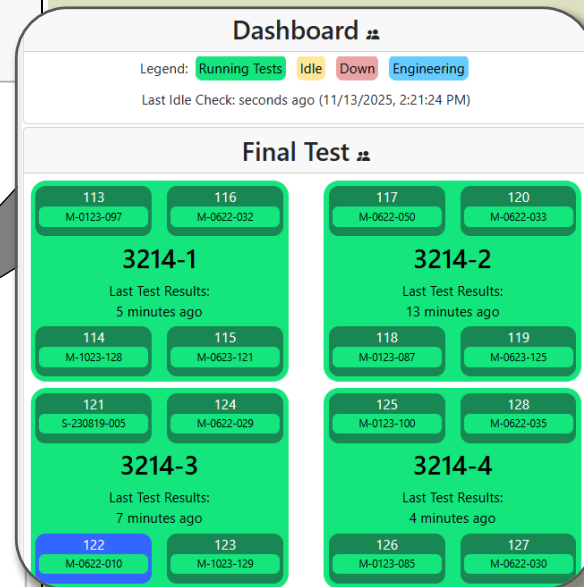 Dashboard
Legend: Running Tests Idle Down Engineering
Last Idle Check: seconds ago (11/13/2025, 2:21:24 PM)
Final Test
113 116
M-0123-097 M-0622-032
3214-1
Last Test Results:
5 minutes ago
114 115
M-1023-128 M-0623-121
117 120
M-0622-050 M-0622-033
3214-2
Last Test Results:
13 minutes ago
118 119
M-0123-087 M-0623-125
121 124
S-230819-005 M-0622-029
3214-3
Last Test Results:
7 minutes ago
122 123
M-0622-010 M-1023-129
125 128
M-0123-100 M-0622-035
3214-4
Last Test Results:
4 minutes ago
126 127
M-0123-085 M-0622-030